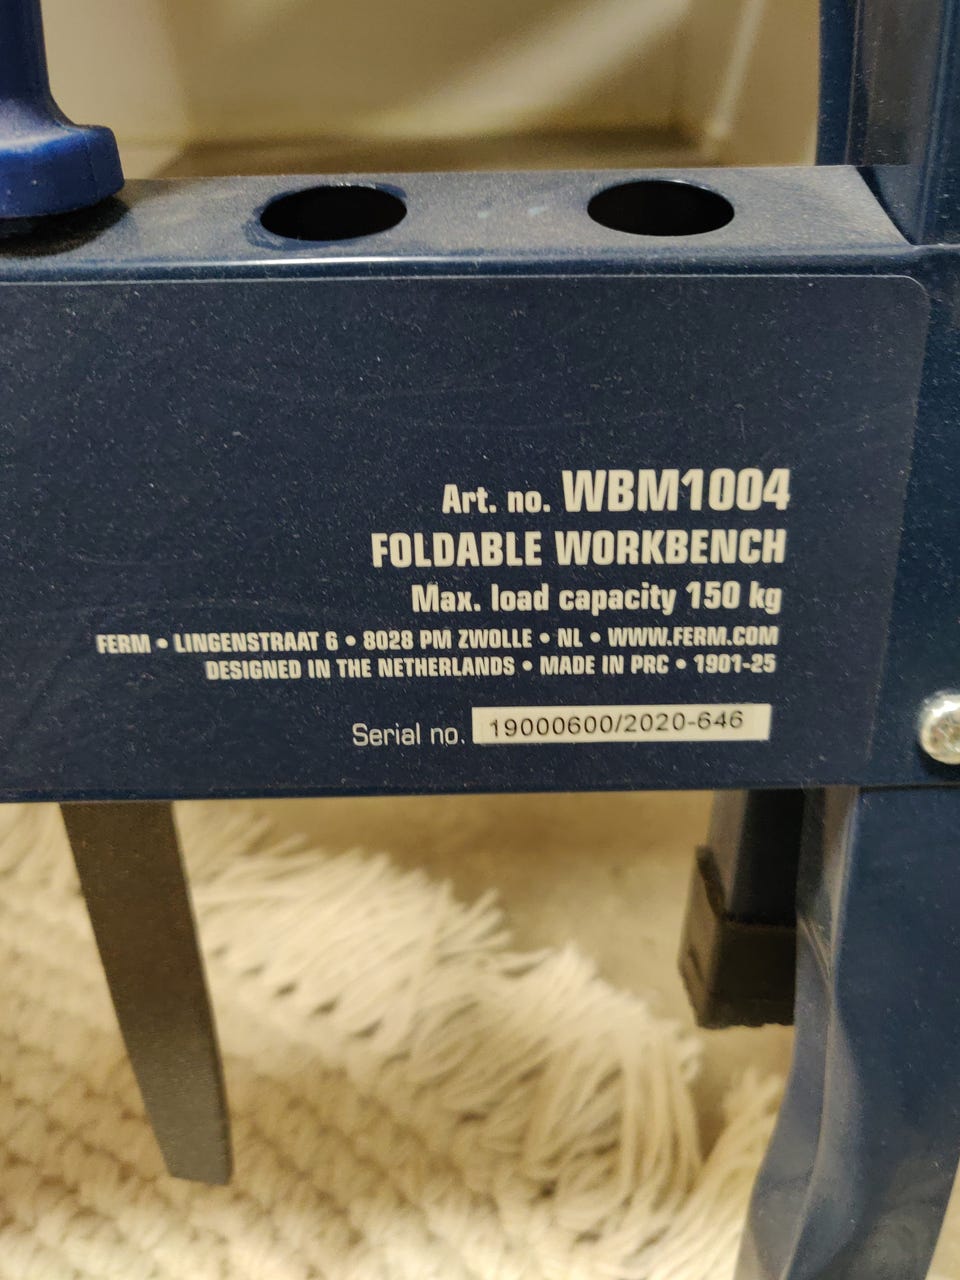 Art. no. WBM1004
FOLDABLE WORKBENCH
Max. load capacity 150 kg
FERM • LINGENSTRAAT 6 • 8028 PM ZWOLLE • NL • WWW.FERM.COM
DESIGNED IN THE NETHERLANDS • MADE IN PRC • 1901-25
Serial no. 19000600/2020-646